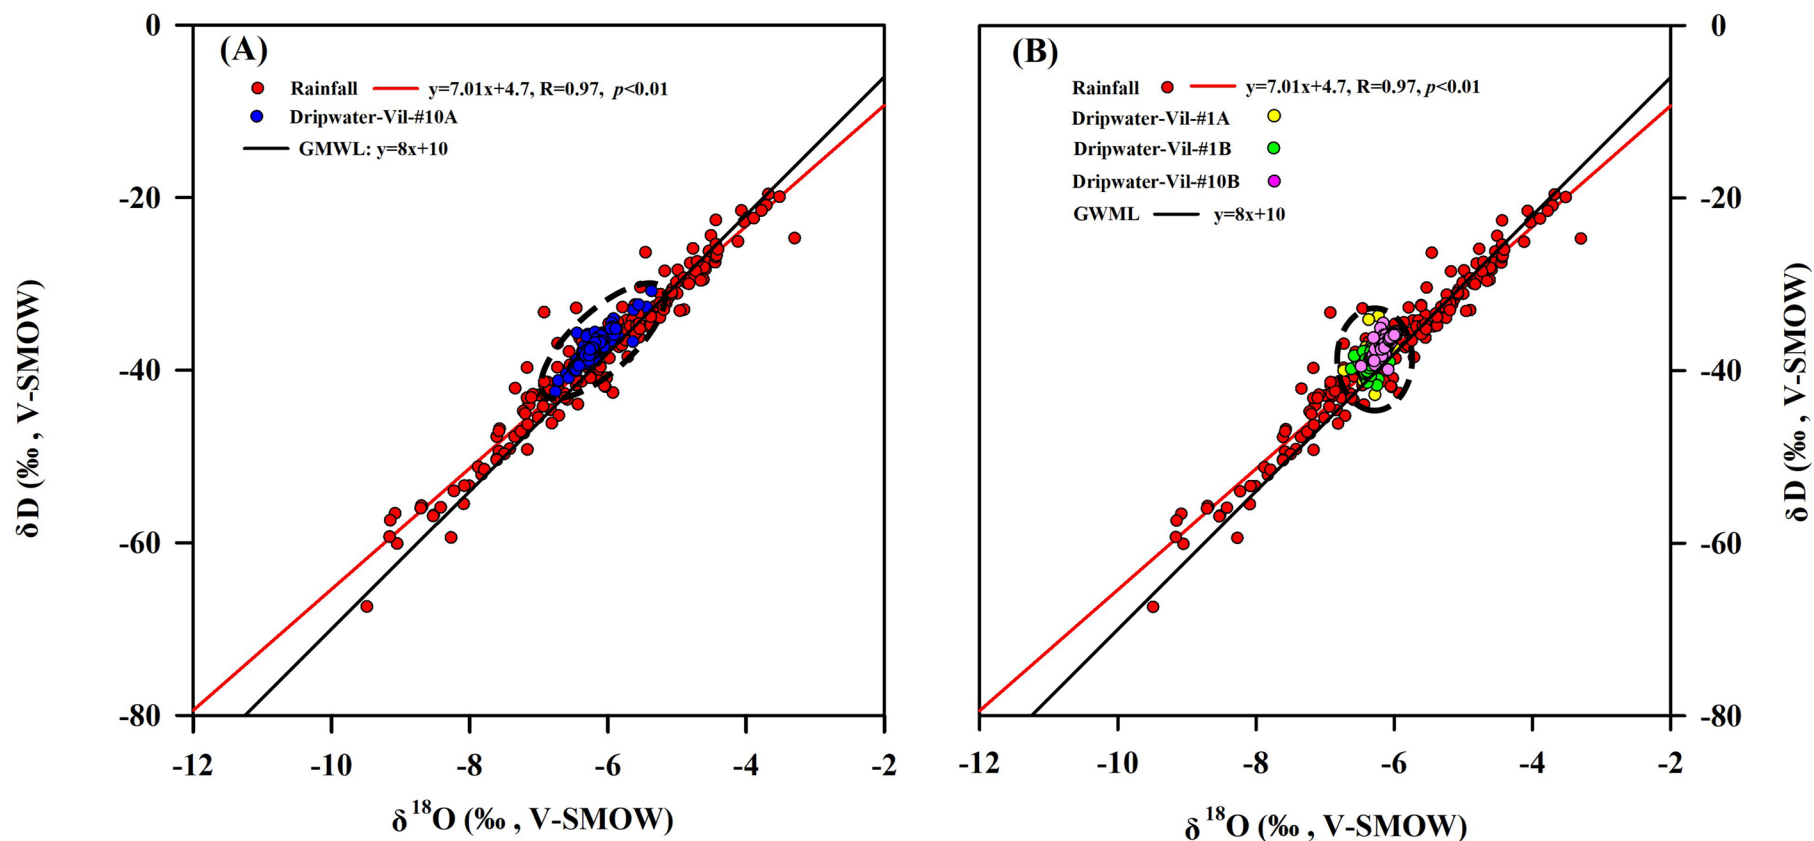 (A)
Rainfall y=7.01x+4.7, R=0.97, p<0.01
Dripwater-Vil-#10A
GMWL: y=8x+10
0
-20
-40
-60
-80
-12 -10 -8 -6 -4 -2
δD (‰ , V-SMOW)
δ¹⁸O (‰ , V-SMOW)
(B)
Rainfall y=7.01x+4.7, R=0.97, p<0.01
Dripwater-Vil-#1A
Dripwater-Vil-#1B
Dripwater-Vil-#10B
GWML y=8x+10
0
-20
-40
-60
-80
-12 -10 -8 -6 -4 -2
δD (‰ , V-SMOW)
δ¹⁸O (‰ , V-SMOW)